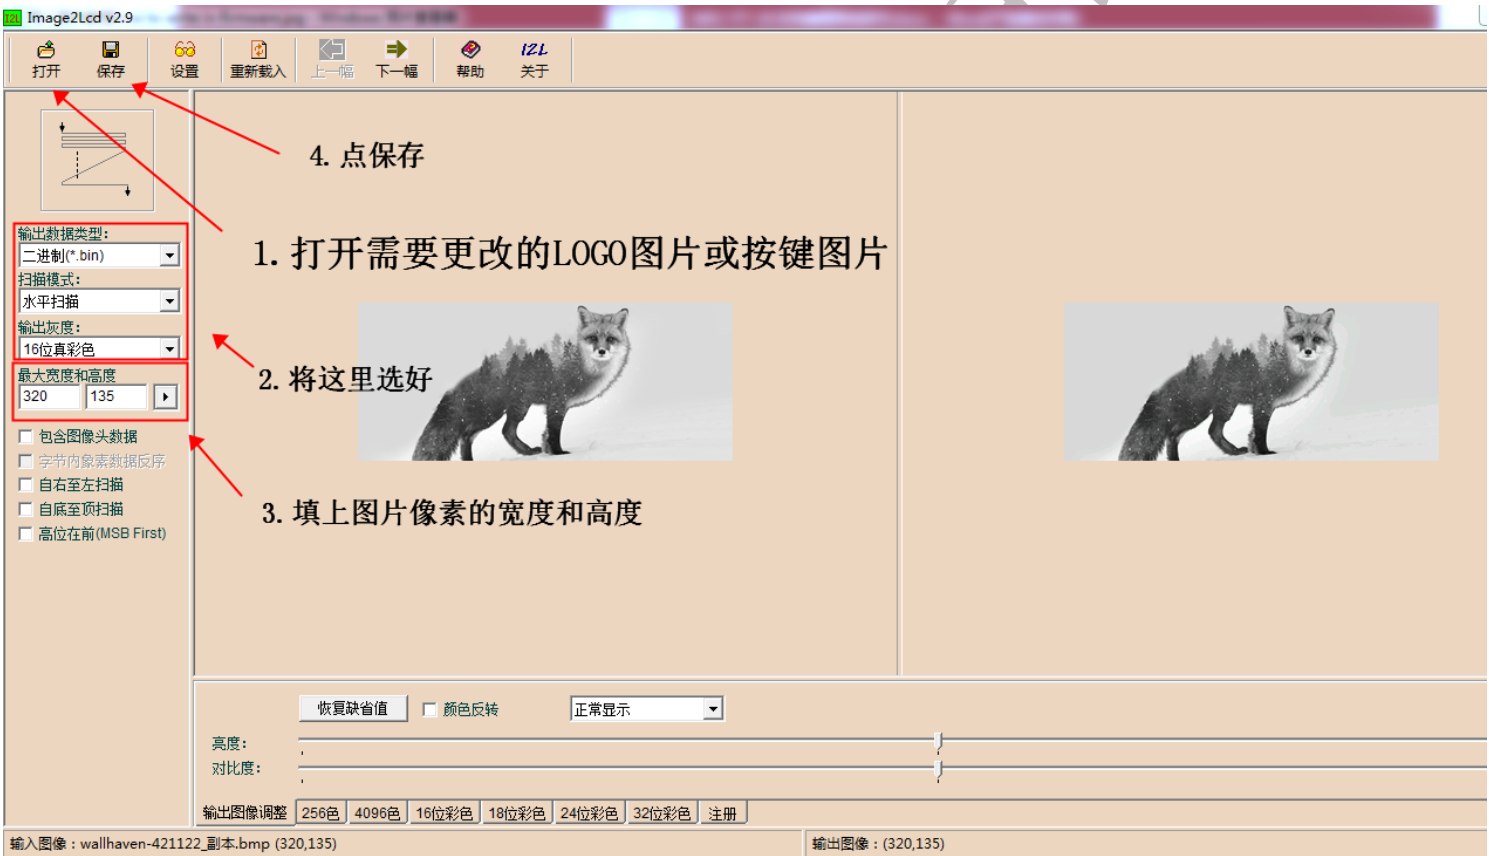 Image2Lcd v2.9
打开 保存 设置 重新载入 上一幅 下一幅 帮助 关于
4. 点保存
1. 打开需要更改的LOGO图片或按键图片
2. 将这里选好
3. 填上图片像素的宽度和高度
输出数据类型:
二进制(*.bin)
扫描模式:
水平扫描
输出灰度:
16位真彩色
最大宽度和高度
320 135
包含图像头数据
字节内象素数据反序
自右至左扫描
自底至顶扫描
高位在前(MSB First)
恢复缺省值 颜色反转 正常显示
亮度:
对比度:
输出图像调整 256色 4096色 16位彩色 18位彩色 24位彩色 32位彩色 注册
输入图像：wallhaven-421122_副本.bmp (320,135) 输出图像：(320,135)